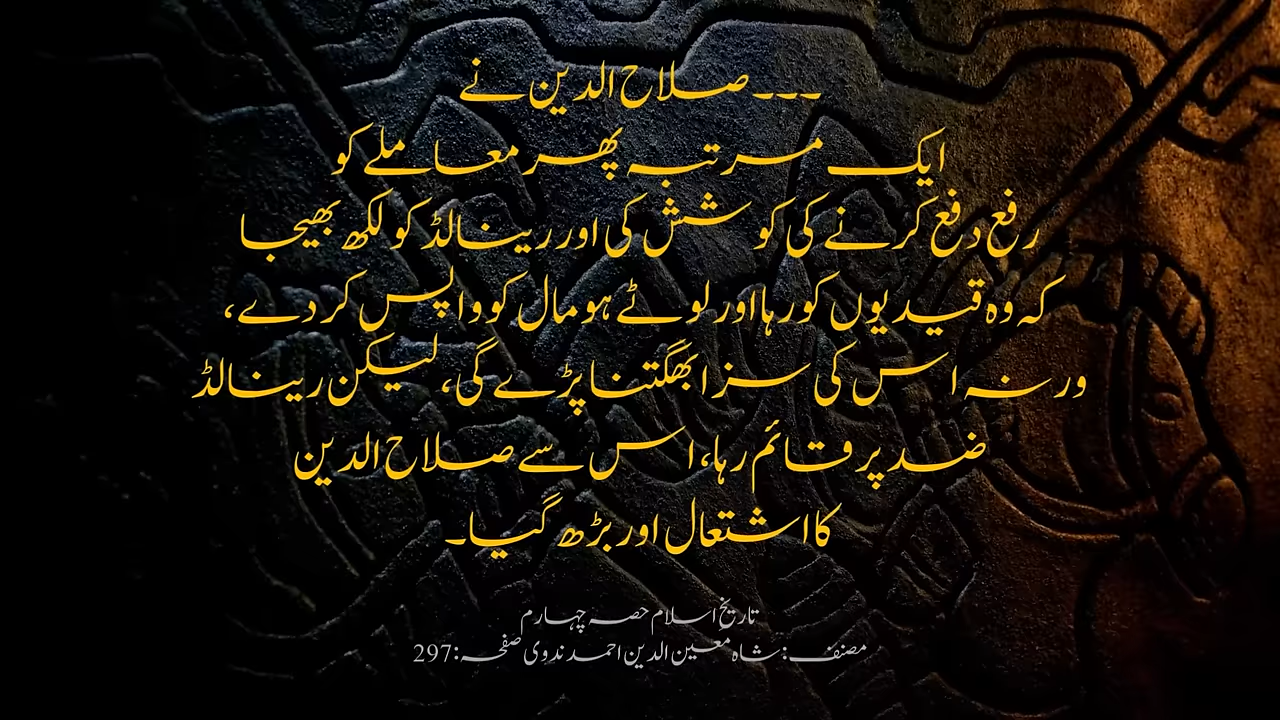 ۔۔۔ صلاح الدین نے
ایک مرتبہ پھر معاملے کو
رفع دفع کرنے کی کوشش کی اور رینالڈ کو لکھ بھیجا
کہ وہ قیدیوں کو رہا اور لوٹے ہو مال کو واپس کر دے،
ورنہ اس کی سزا بھگتنا پڑے گی، لیکن رینالڈ
ضد پر قائم رہا، اس سے صلاح الدین
کا اشتعال اور بڑھ گیا۔
تاریخ اسلام حصہ چہارم
مصنف: شاہ معین الدین احمد ندوی صفحہ: 297